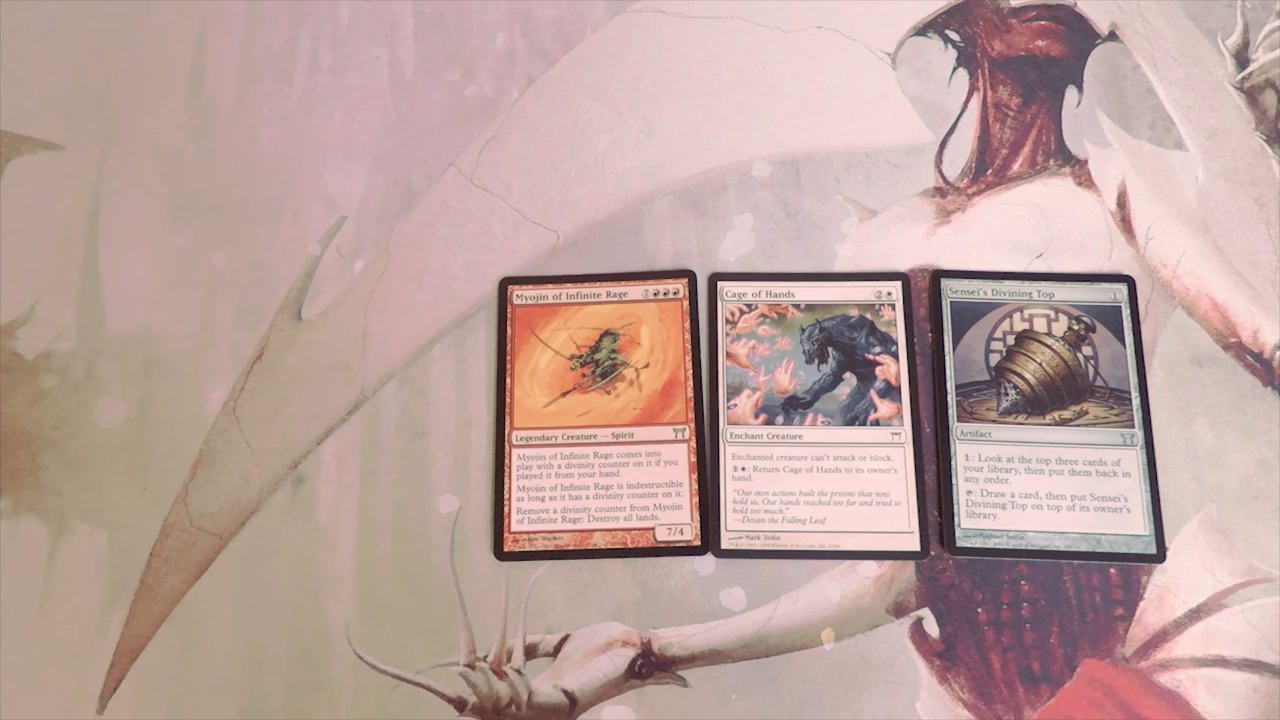 Myojin of Infinite Rage 7
Legendary Creature — Spirit
Myojin of Infinite Rage comes into
play with a divinity counter on it if you
played it from your hand.
Myojin of Infinite Rage is indestructible
as long as it has a divinity counter on it.
Remove a divinity counter from Myojin
of Infinite Rage: Destroy all lands.
7/4
Cage of Hands 2
Enchant Creature
Enchanted creature can't attack or block.
1: Return Cage of Hands to its owner's
hand.
"Our own actions built the prisons that now
hold us. Our hands reached too far and tried to
hold too much."
—Dosan the Falling Leaf
Mark Tedin
Sensei's Divining Top 1
Artifact
1: Look at the top three cards of
your library, then put them back in
any order.
: Draw a card, then put Sensei's
Divining Top on top of its owner's
library.